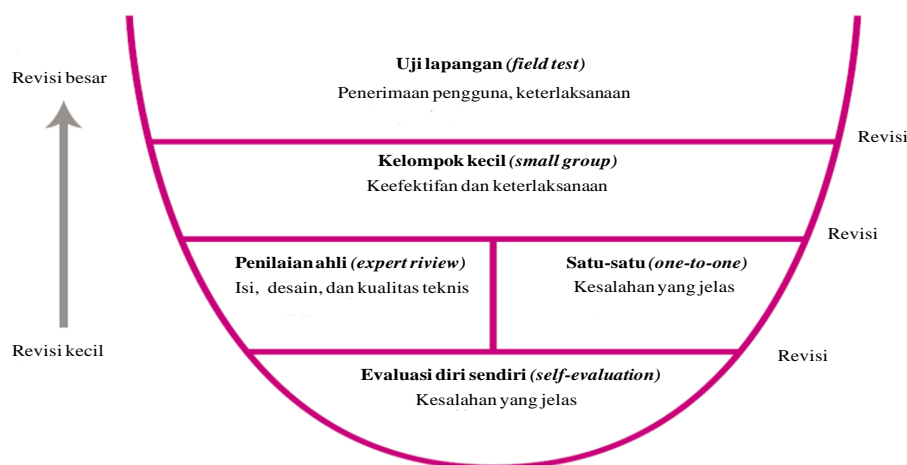 Uji lapangan (field test)
Revisi besar
Penerimaan pengguna, keterlaksanaan
Revisi
Kelompok kecil (small group)
Keefektifan dan keterlaksanaan
Revisi
Penilaian ahli (expert riview)
Isi, desain, dan kualitas teknis
Satu-satu (one-to-one)
Kesalahan yang jelas
Revisi kecil
Revisi
Evaluasi diri sendiri (self-evaluation)
Kesalahan yang jelas